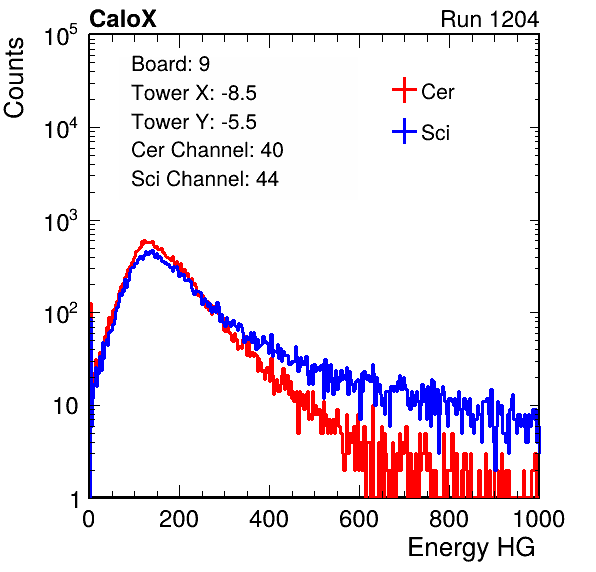 CaloX Run 1204
Counts
Board: 9
Tower X: -8.5
Tower Y: -5.5
Cer Channel: 40
Sci Channel: 44
Cer
Sci
10^5
10^4
10^3
10^2
10
1
0 200 400 600 800 1000
Energy HG